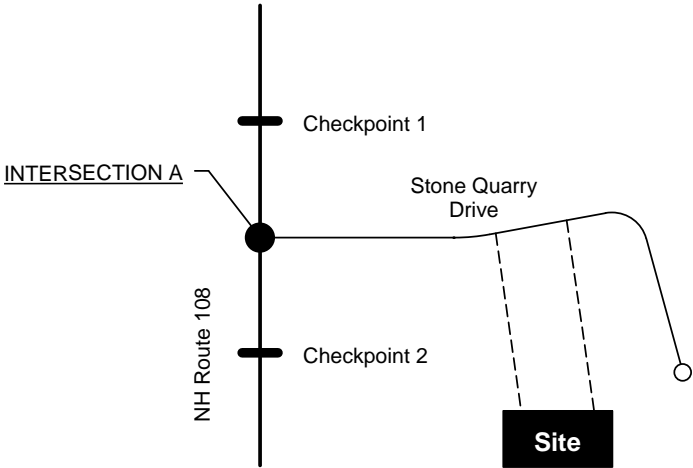 Checkpoint 1
INTERSECTION A
Stone Quarry
Drive
NH Route 108
Checkpoint 2
Site